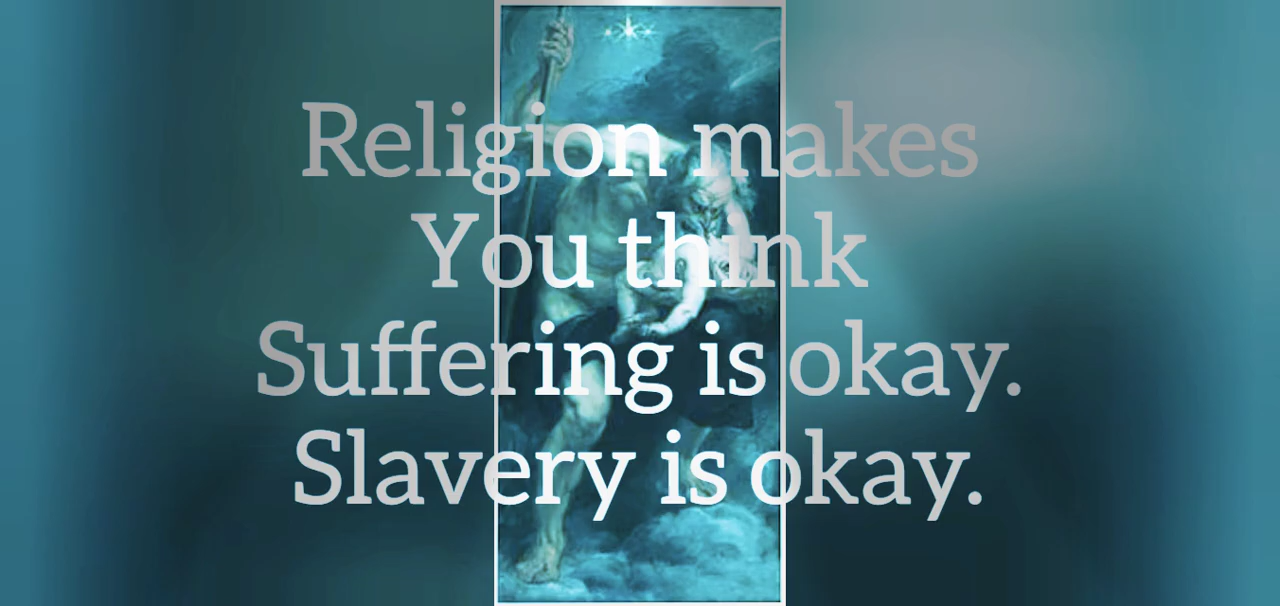 Religion makes
You think
Suffering is okay.
Slavery is okay.